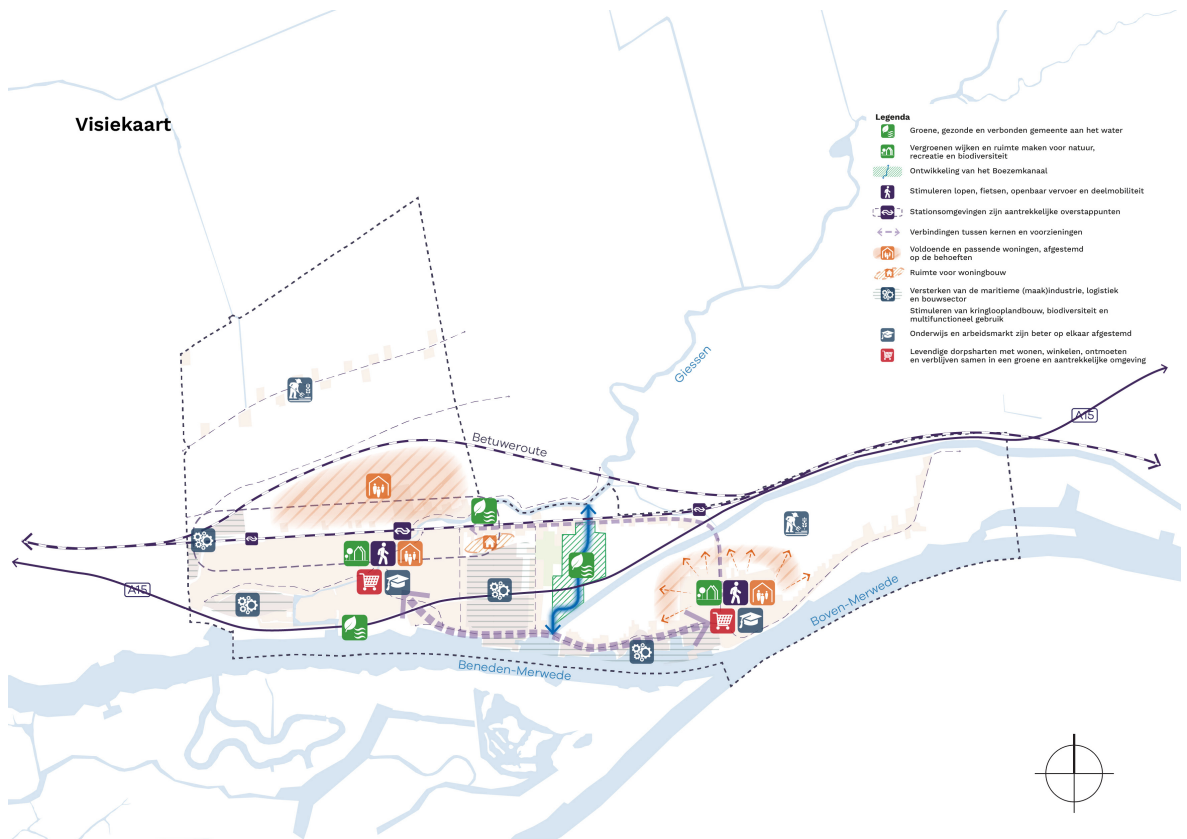 Visiekaart
Legenda
Groene, gezonde en verbonden gemeente aan het water
Vergroenen wijken en ruimte maken voor natuur,
recreatie en biodiversiteit
Ontwikkeling van het Boezemkanaal
Stimuleren lopen, fietsen, openbaar vervoer en deelmobiliteit
Stationsomgevingen zijn aantrekkelijke overstappunten
Verbindingen tussen kernen en voorzieningen
Voldoende en passende woningen, afgestemd
op de behoeften
Ruimte voor woningbouw
Versterken van de maritieme (maak)industrie, logistiek
en bouwsector
Stimuleren van kringlooplandbouw, biodiversiteit en
multifunctioneel gebruik
Onderwijs en arbeidsmarkt zijn beter op elkaar afgestemd
Levendige dorpsharten met wonen, winkelen, ontmoeten
en verblijven samen in een groene en aantrekkelijke omgeving
Giessen
A15
Betuweroute
A15
Boven-Merwede
Beneden-Merwede